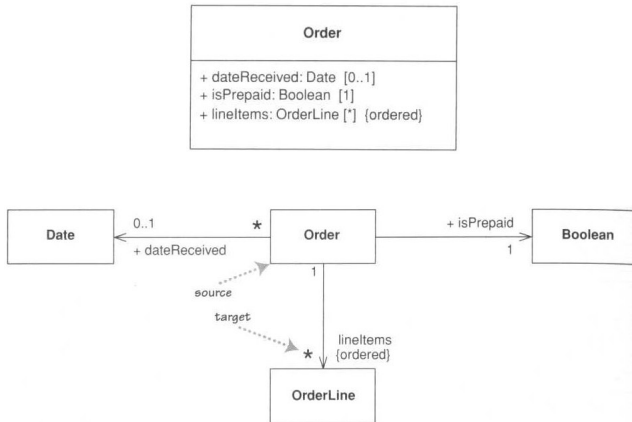 Order
+ dateReceived: Date [0..1]
+ isPrepaid: Boolean [1]
+ lineItems: OrderLine [*] {ordered}
Date
0..1
+ dateReceived
*
Order
+ isPrepaid
1
Boolean
1
source
target
*
lineItems
{ordered}
OrderLine